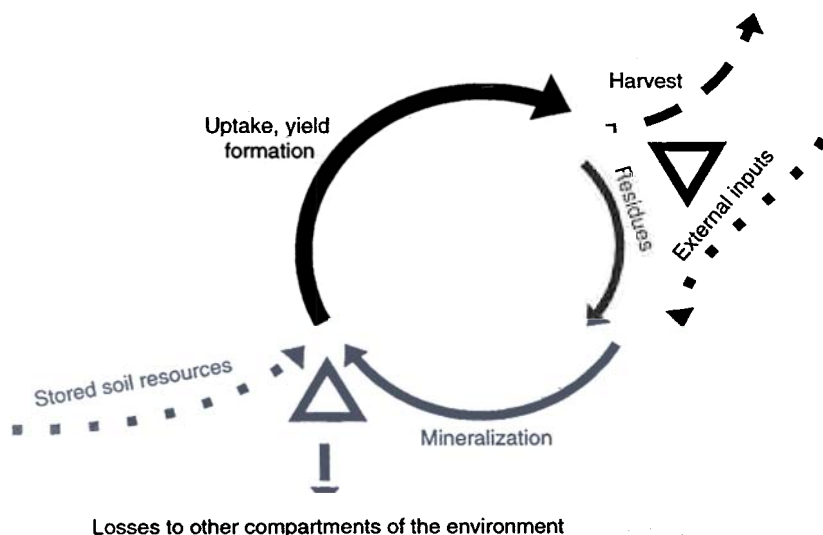 Harvest
Uptake, yield
formation
Residues
External inputs
Stored soil resources
Mineralization
Losses to other compartments of the environment